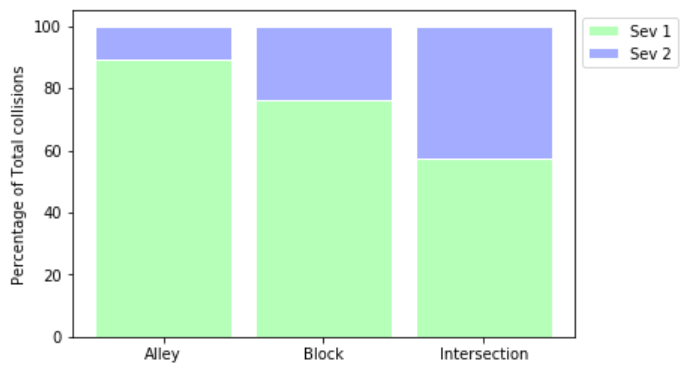 Percentage of Total collisions
100
80
60
40
20
0
Alley Block Intersection
Sev 1
Sev 2